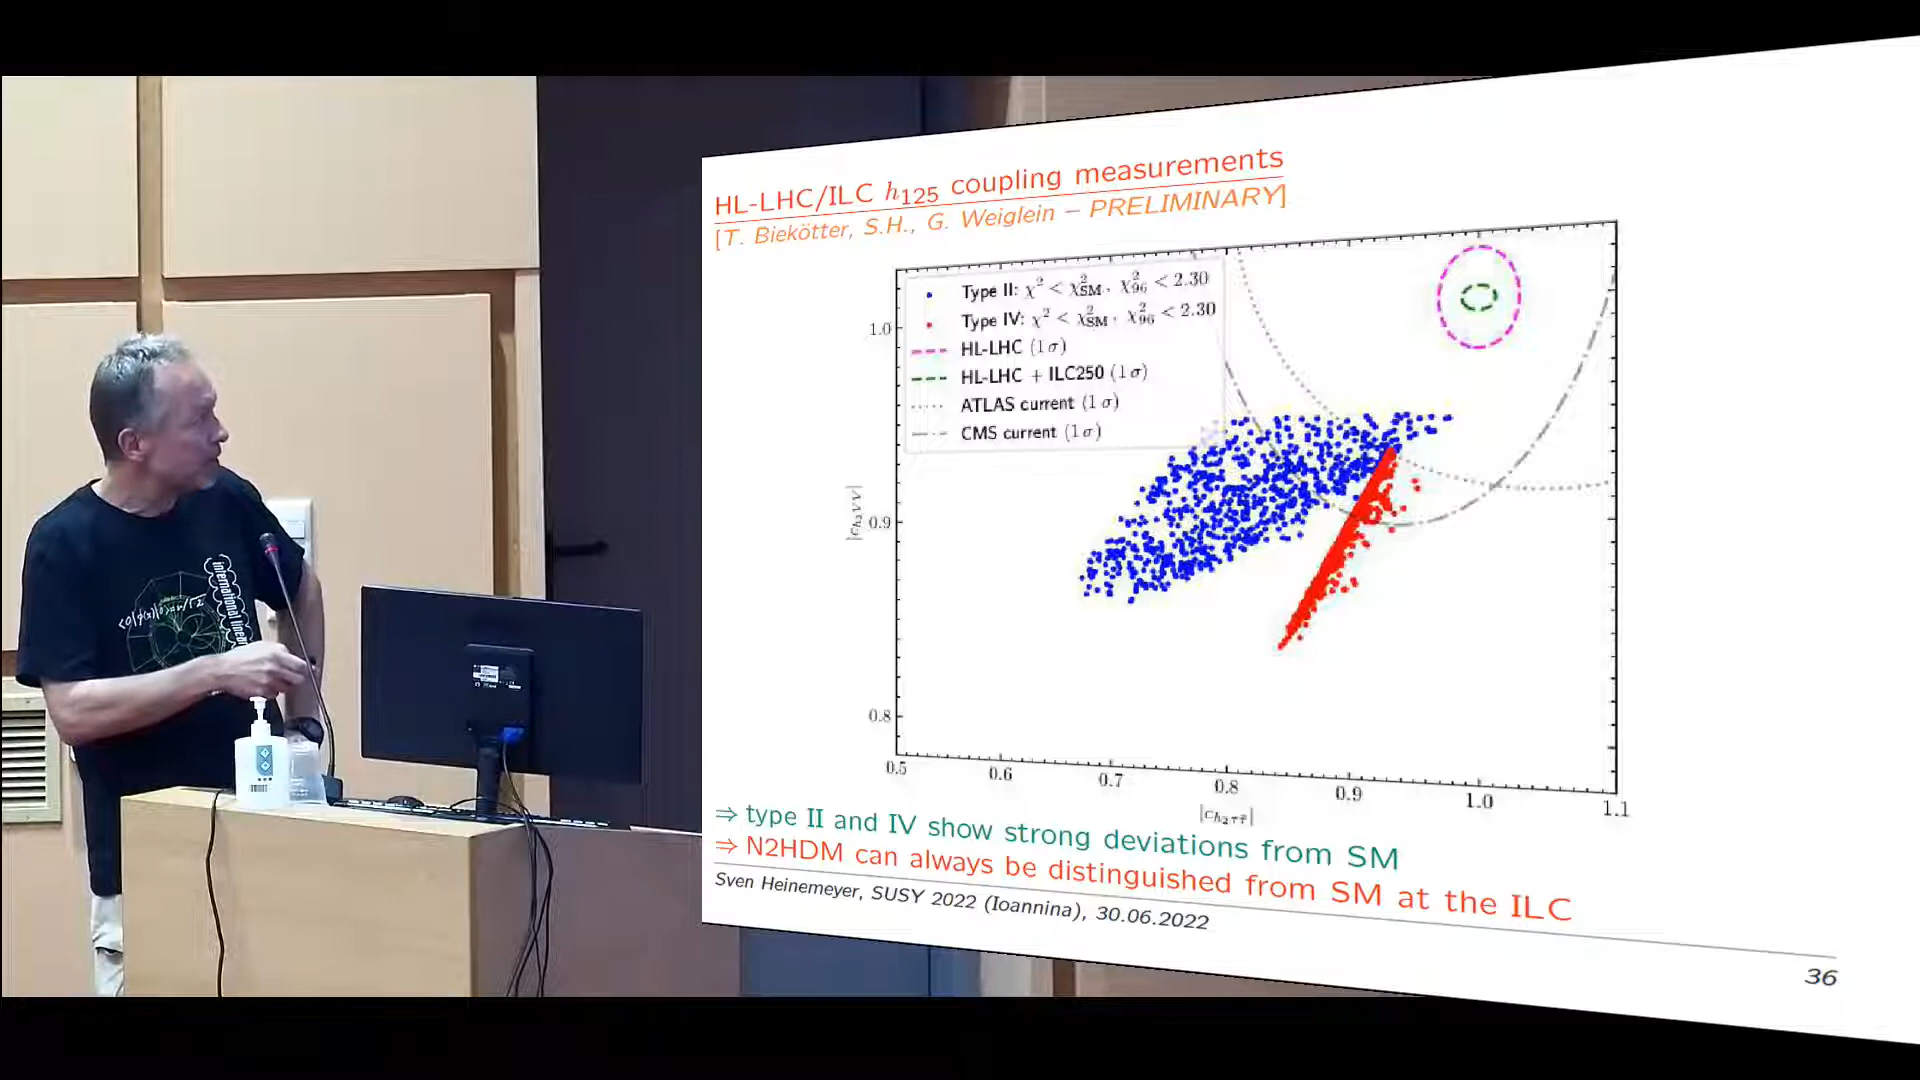 HL-LHC/ILC h125 coupling measurements
[T. Biekötter, S.H., G. Weiglein – PRELIMINARY]
Type II: χ² < χ²SM, χ²96 < 2.30
Type IV: χ² < χ²SM, χ²96 < 2.30
HL-LHC (1σ)
HL-LHC + ILC250 (1σ)
ATLAS current (1σ)
CMS current (1σ)
|ch2VV|
1.0
0.9
0.8
0.5 0.6 0.7 0.8 0.9 1.0 1.1
|ch2ττ̄|
⇒ type II and IV show strong deviations from SM
⇒ N2HDM can always be distinguished from SM at the ILC
Sven Heinemeyer, SUSY 2022 (Ioannina), 30.06.2022
36
international linear